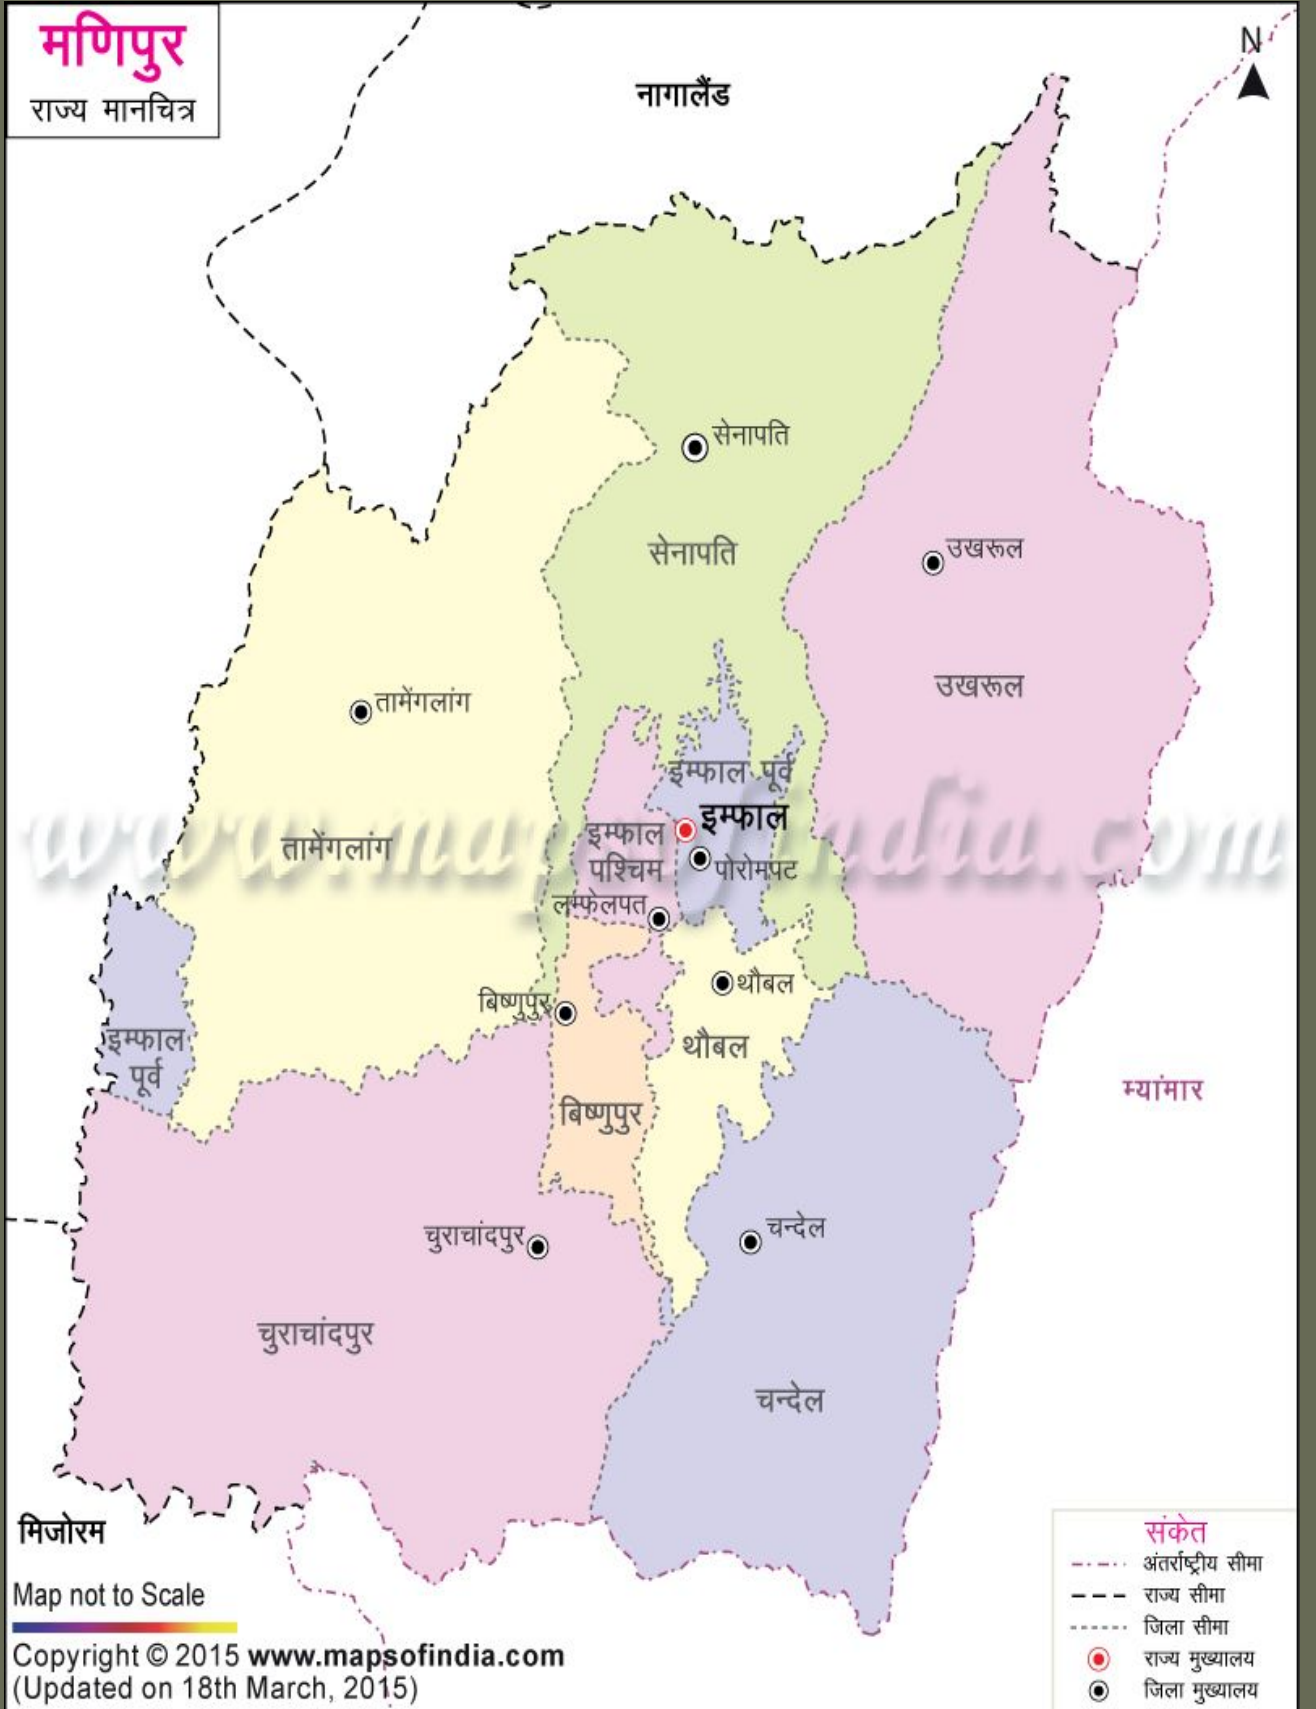 मणिपुर
राज्य मानचित्र
N
नागालैंड
सेनापति
सेनापति
उखरूल
उखरूल
तामेंगलांग
तामेंगलांग
इम्फाल पूर्व
इम्फाल
इम्फाल
पश्चिम
पोरोमपट
लम्फेलपत
www.mapsofindia.com
थौबल
बिष्णुपुर
इम्फाल
पूर्व
थौबल
म्यांमार
बिष्णुपुर
चुराचांदपुर
चन्देल
चुराचांदपुर
चन्देल
मिजोरम
Map not to Scale
Copyright © 2015 www.mapsofindia.com
(Updated on 18th March, 2015)
संकेत
अंतर्राष्ट्रीय सीमा
राज्य सीमा
जिला सीमा
राज्य मुख्यालय
जिला मुख्यालय